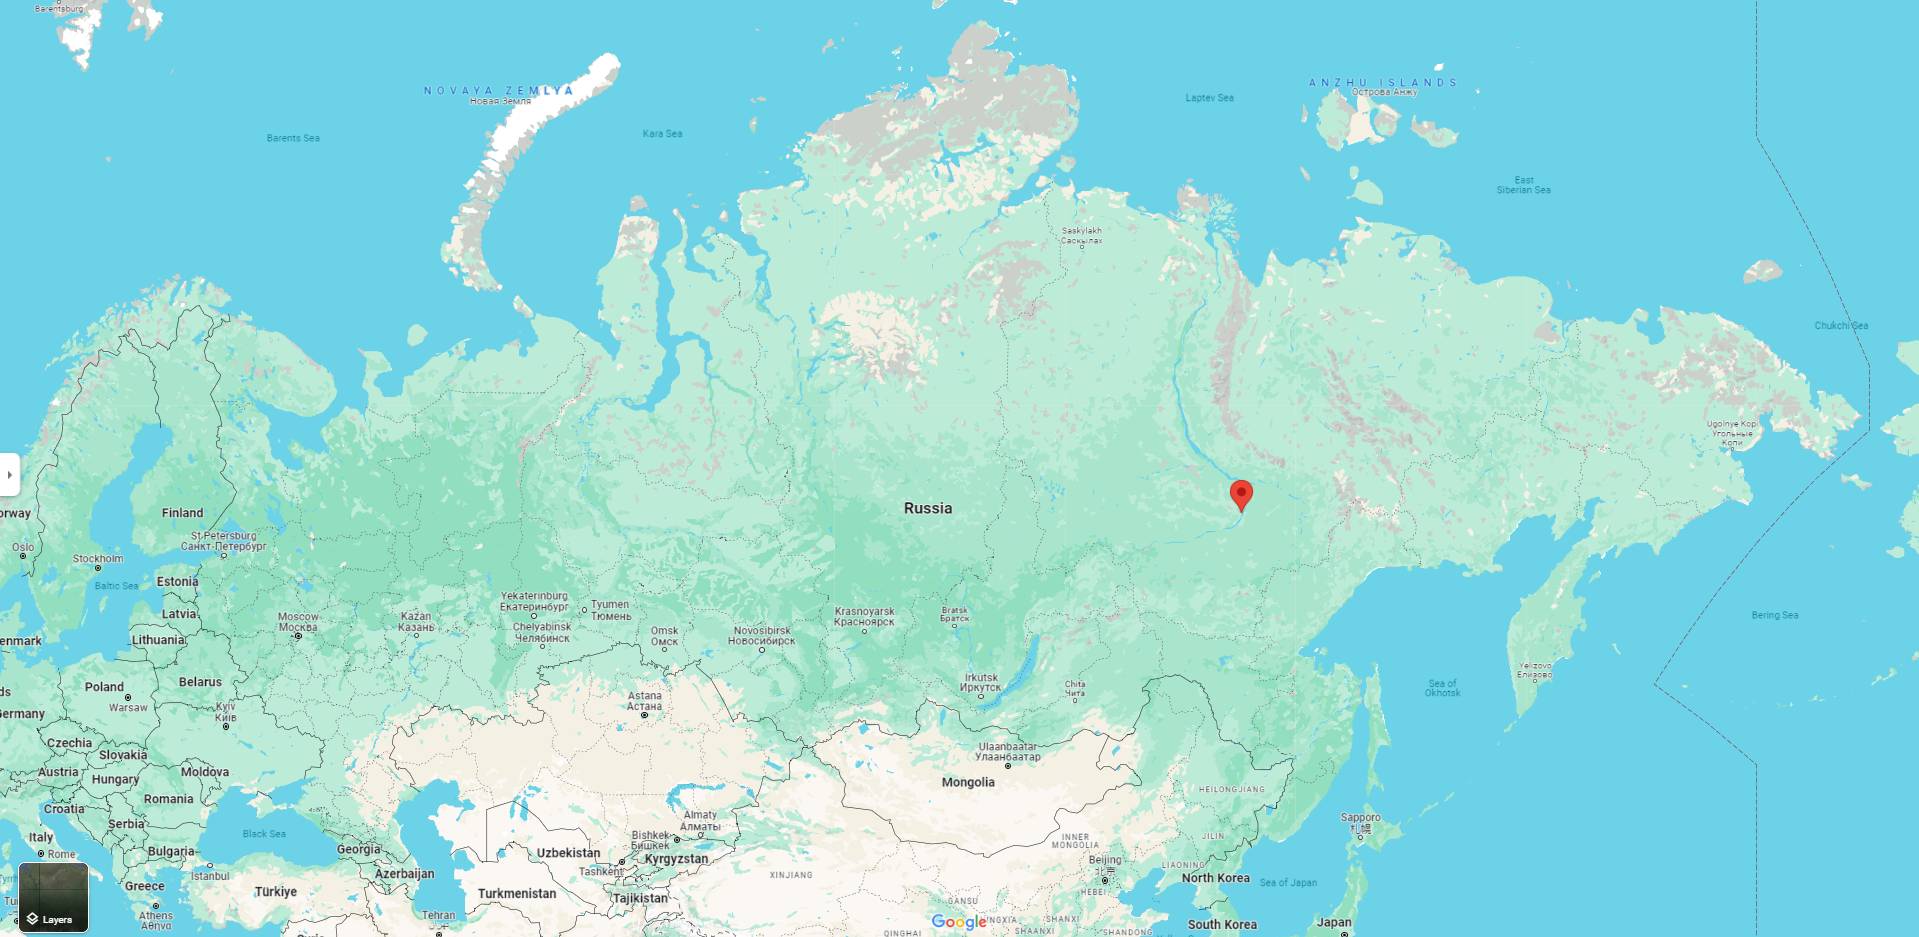 Barentsburg
NOVAYA ZEMLYA
Новая Земля
ANZHU ISLANDS
Острова Анжу
Laptev Sea
Barents Sea
Kara Sea
East
Siberian Sea
Saskylakh
Саскылах
Chukchi Sea
Ugolnye Kopi
Угольные
Копи
Russia
orway
Finland
Oslo
St Petersburg
Санкт-Петербург
Stockholm
Baltic Sea
Estonia
Latvia
Lithuania
enmark
Moscow
Москва
Kazan
Казань
Yekaterinburg
Екатеринбург
Tyumen
Тюмень
Chelyabinsk
Челябинск
Omsk
Омск
Novosibirsk
Новосибирск
Krasnoyarsk
Красноярск
Bratsk
Братск
Bering Sea
Yelizovo
Елизово
Sea of
Okhotsk
Irkutsk
Иркутск
Chita
Чита
Astana
Астана
Belarus
Poland
Warsaw
ds
Germany
Kyiv
Київ
Czechia
Slovakia
Austria
Hungary
Moldova
Romania
Croatia
Serbia
Italy
Rome
Bulgaria
Black Sea
Georgia
Azerbaijan
Istanbul
Greece
Türkiye
Athens
Αθήνα
Tehran
Ulaanbaatar
Улаанбаатар
Mongolia
HEILONGJIANG
Almaty
Алматы
Bishkek
Бишкек
Kyrgyzstan
Uzbekistan
Tashkent
Turkmenistan
Tajikistan
XINJIANG
INNER
MONGOLIA
JILIN
Beijing
北京
LIAONING
HEBEI
North Korea
Sea of Japan
Sapporo
札幌
GANSU
NINGXIA
SHANXI
SHAANXI
SHANDONG
QINGHAI
South Korea
Japan
Google
Layers